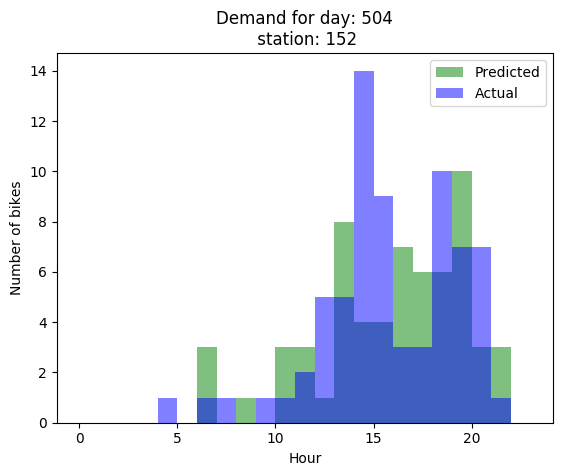 Demand for day: 504
station: 152
Predicted
Actual
14
12
10
8
6
4
2
0
Number of bikes
0 5 10 15 20
Hour